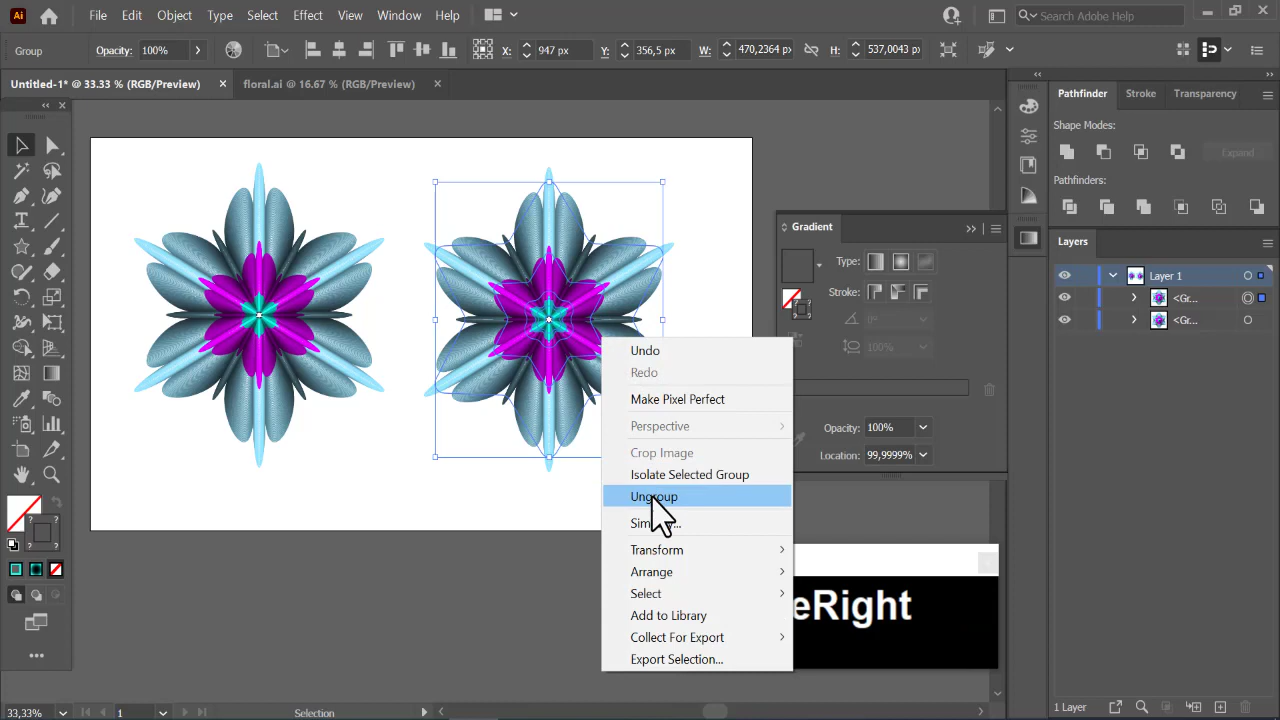 Ai File Edit Object Type Select Effect View Window Help Search Adobe Help
Group Opacity: 100% X: 947 px Y: 356,5 px W: 470,2364 px H: 537,0043 px
Untitled-1* @ 33.33 % (RGB/Preview) × floral.ai @ 16.67 % (RGB/Preview) ×
Pathfinder Stroke Transparency
Shape Modes:
Expand
Pathfinders:
Gradient
Type:
Stroke:
0°
100%
Opacity: 100%
Location: 99,9999%
Layers
Layer 1
<Gr...
<Gr...
Undo
Redo
Make Pixel Perfect
Perspective
Crop Image
Isolate Selected Group
Ungroup
Transform
Arrange
Select
Add to Library
Collect For Export
Export Selection...
eRight
33,33% 1 Selection
1 Layer